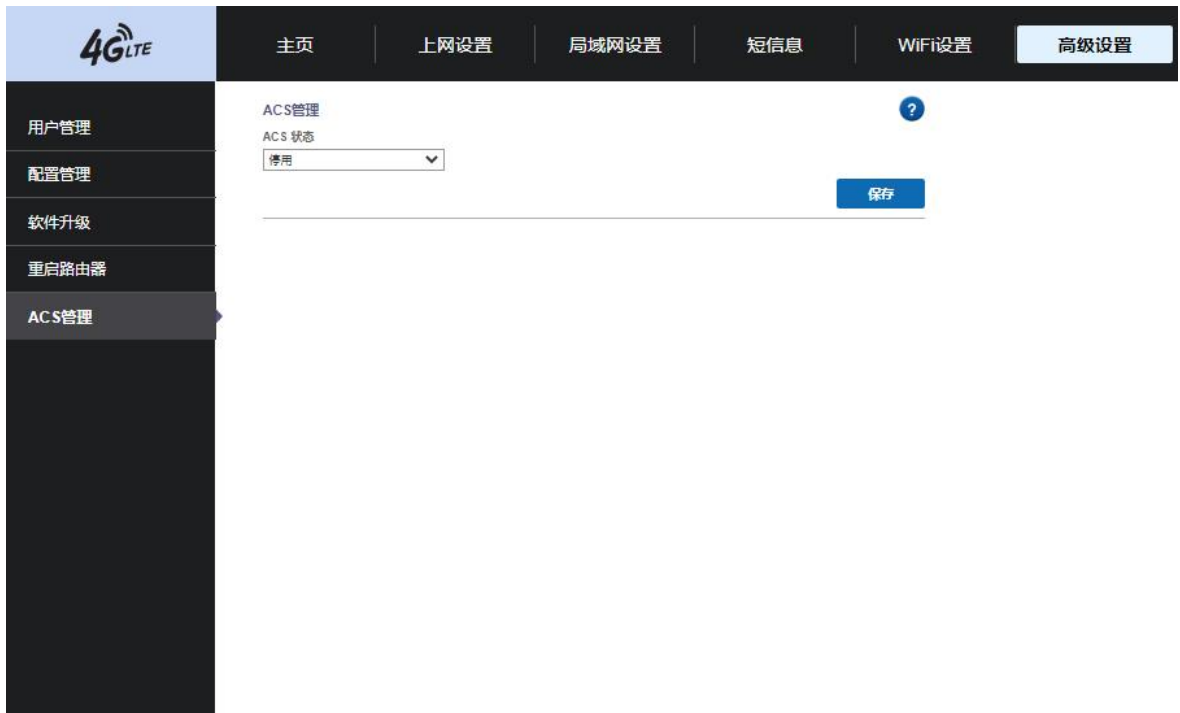 4G LTE
主页
上网设置
局域网设置
短信息
WiFi设置
高级设置
用户管理
配置管理
软件升级
重启路由器
ACS管理
ACS管理
?
ACS 状态
停用
保存